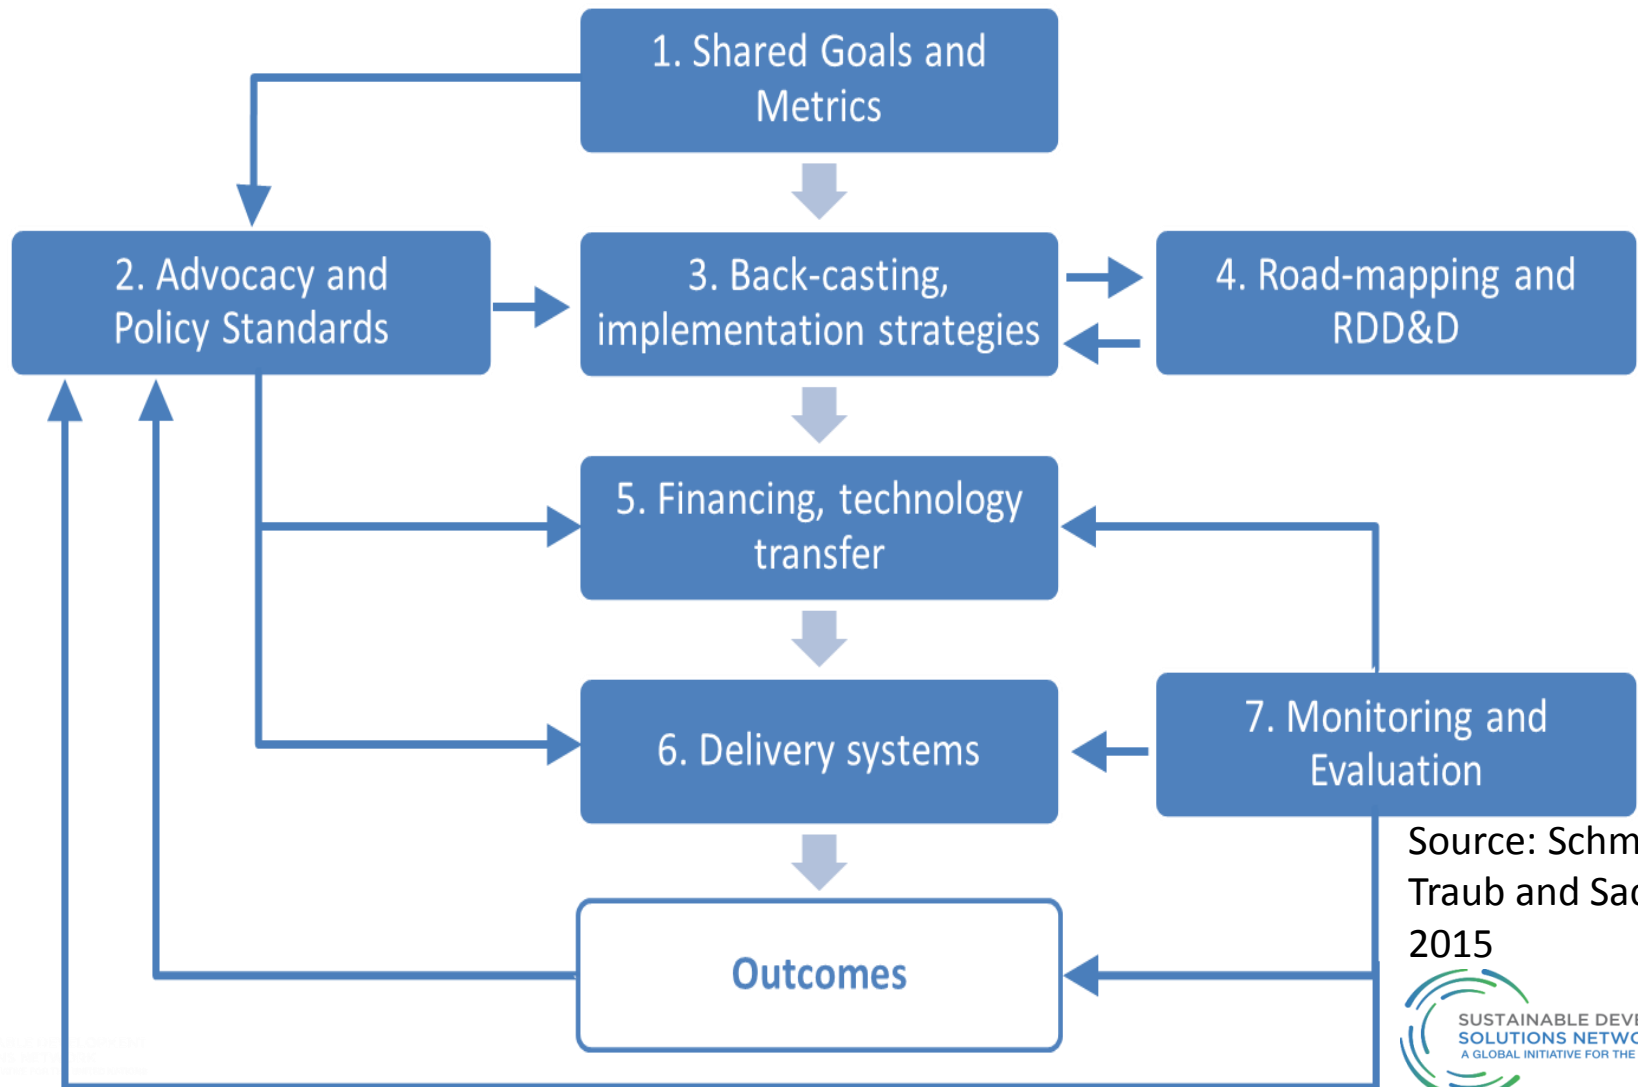 1. Shared Goals and
Metrics
2. Advocacy and
Policy Standards
3. Back-casting,
implementation strategies
4. Road-mapping and
RDD&D
5. Financing, technology
transfer
6. Delivery systems
7. Monitoring and
Evaluation
Source: Schm
Traub and Sac
2015
Outcomes
SUSTAINABLE DEVE
SOLUTIONS NETWO
A GLOBAL INITIATIVE FOR THE